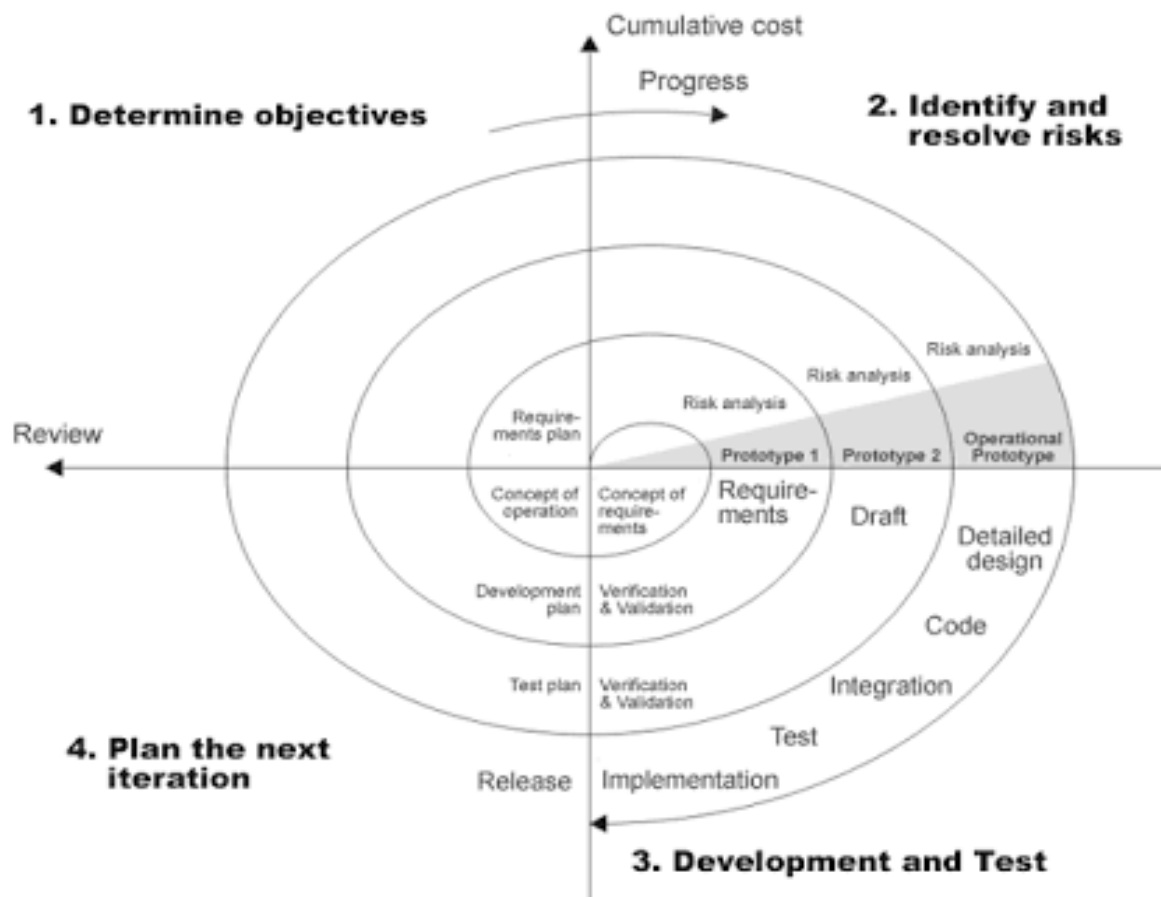 Cumulative cost
Progress
1. Determine objectives
2. Identify and
resolve risks
Risk analysis
Risk analysis
Risk analysis
Require-
ments plan
Review
Prototype 1
Prototype 2
Operational
Prototype
Concept of
operation
Concept of
require-
ments
Require-
ments
Draft
Detailed
design
Development
plan
Verification
& Validation
Code
Test plan
Verification
& Validation
Integration
Test
4. Plan the next
iteration
Release
Implementation
3. Development and Test